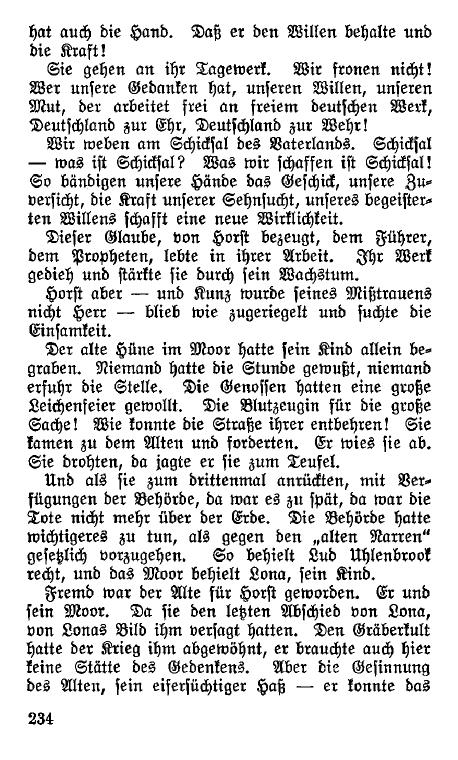 hat auch die Hand. Daß er den Willen behalte und
die Kraft!
Sie gehen an ihr Tagewerk. Wir fronen nicht!
Wer unsere Gedanken hat, unseren Willen, unseren
Mut, der arbeitet frei an freiem deutschen Werk,
Deutschland zur Ehr, Deutschland zur Wehr!
Wir weben am Schicksal des Vaterlands. Schicksal
— was ist Schicksal? Was wir schaffen ist Schicksal!
So bändigen unsere Hände das Geschick, unsere Zu-
versicht, die Kraft unserer Sehnsucht, unseres begeister-
ten Willens schafft eine neue Wirklichkeit.
Dieser Glaube, von Horst bezeugt, dem Führer,
dem Propheten, lebte in ihrer Arbeit. Ihr Werk
gedieh und stärkte sie durch sein Wachstum.
Horst aber — und Kunz wurde seines Mißtrauens
nicht Herr — blieb wie zugeriegelt und suchte die
Einsamkeit.
Der alte Hüne im Moor hatte sein Kind allein be-
graben. Niemand hatte die Stunde gewußt, niemand
erfuhr die Stelle. Die Genossen hatten eine große
Leichenfeier gewollt. Die Blutzeugin für die große
Sache! Wie konnte die Straße ihrer entbehren! Sie
kamen zu dem Alten und forderten. Er wies sie ab.
Sie drohten, da jagte er sie zum Teufel.
Und als sie zum drittenmal anrückten, mit Ver-
fügungen der Behörde, da war es zu spät, da war die
Tote nicht mehr über der Erde. Die Behörde hatte
wichtigeres zu tun, als gegen den „alten Narren“
gesetzlich vorzugehen. So behielt Lud Uhlenbrook
recht, und das Moor behielt Lona, sein Kind.
Fremd war der Alte für Horst geworden. Er und
sein Moor. Da sie den letzten Abschied von Lona,
von Lonas Bild ihm versagt hatten. Den Gräberkult
hatte der Krieg ihm abgewöhnt, er brauchte auch hier
keine Stätte des Gedenkens. Aber die Gesinnung
des Alten, sein eifersüchtiger Haß — er konnte das
234